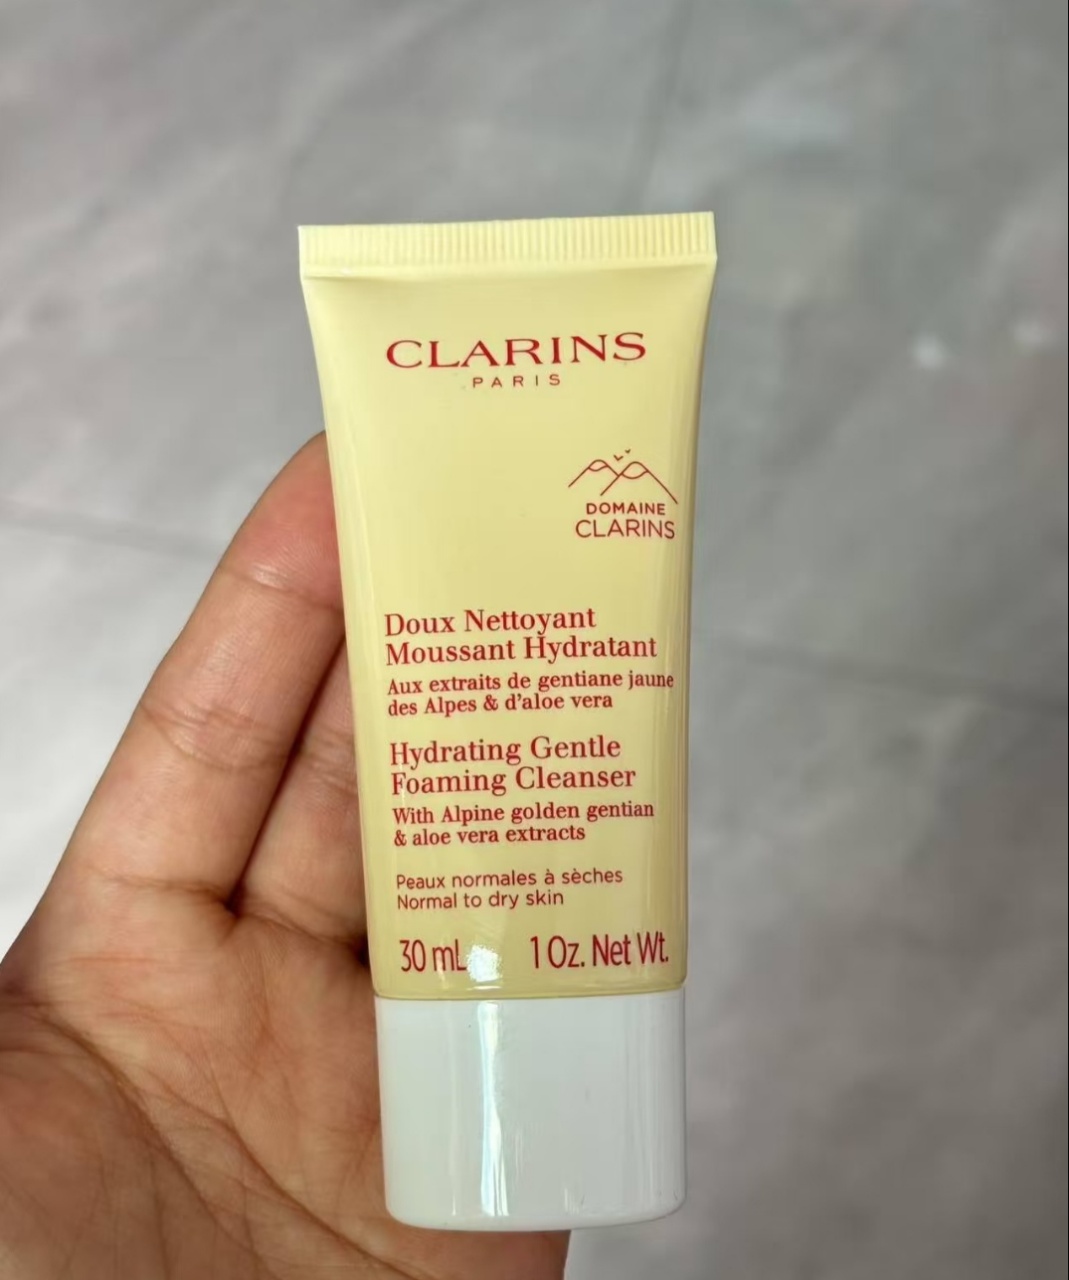 CLARINS
PARIS
DOMAINE
CLARINS
Doux Nettoyant
Moussant Hydratant
Aux extraits de gentiane jaune
des Alpes & d'aloe vera
Hydrating Gentle
Foaming Cleanser
With Alpine golden gentian
& aloe vera extracts
Peaux normales à sèches
Normal to dry skin
30 mL 1 Oz. Net Wt.